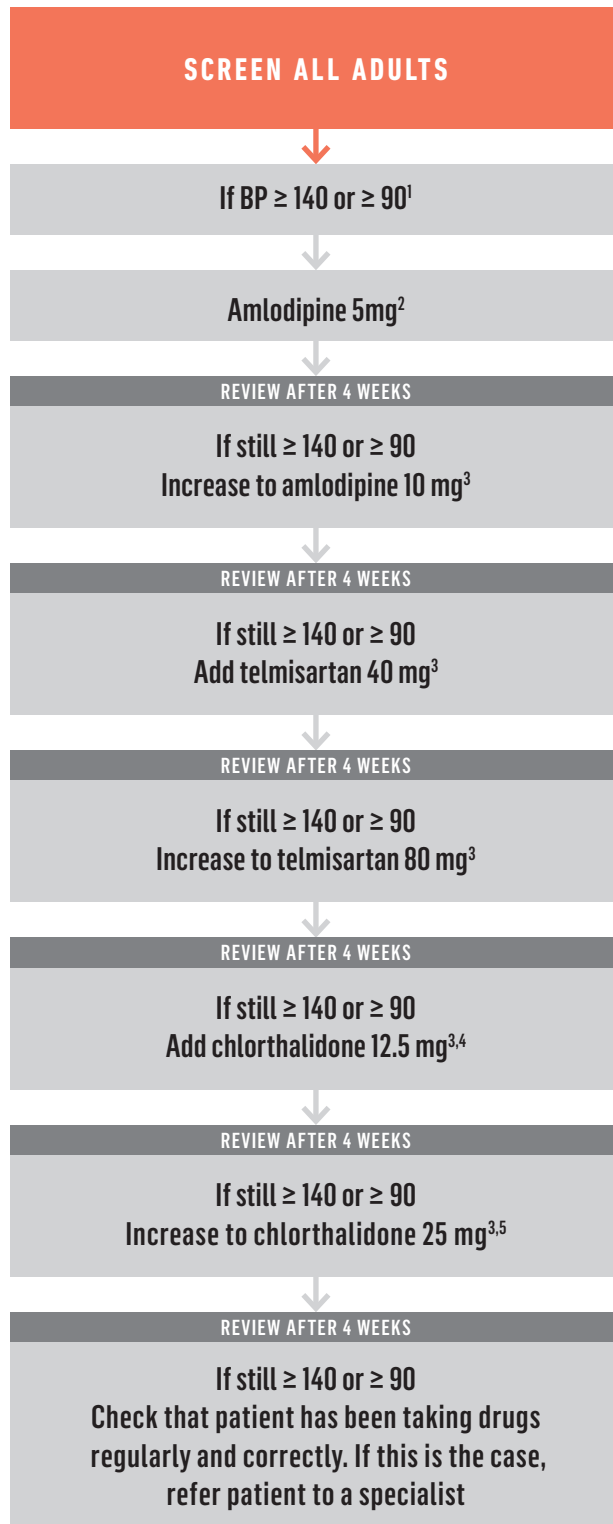 SCREEN ALL ADULTS
If BP ≥ 140 or ≥ 90¹
Amlodipine 5mg²
REVIEW AFTER 4 WEEKS
If still ≥ 140 or ≥ 90
Increase to amlodipine 10 mg³
REVIEW AFTER 4 WEEKS
If still ≥ 140 or ≥ 90
Add telmisartan 40 mg³
REVIEW AFTER 4 WEEKS
If still ≥ 140 or ≥ 90
Increase to telmisartan 80 mg³
REVIEW AFTER 4 WEEKS
If still ≥ 140 or ≥ 90
Add chlorthalidone 12.5 mg³,⁴
REVIEW AFTER 4 WEEKS
If still ≥ 140 or ≥ 90
Increase to chlorthalidone 25 mg³,⁵
REVIEW AFTER 4 WEEKS
If still ≥ 140 or ≥ 90
Check that patient has been taking drugs
regularly and correctly. If this is the case,
refer patient to a specialist